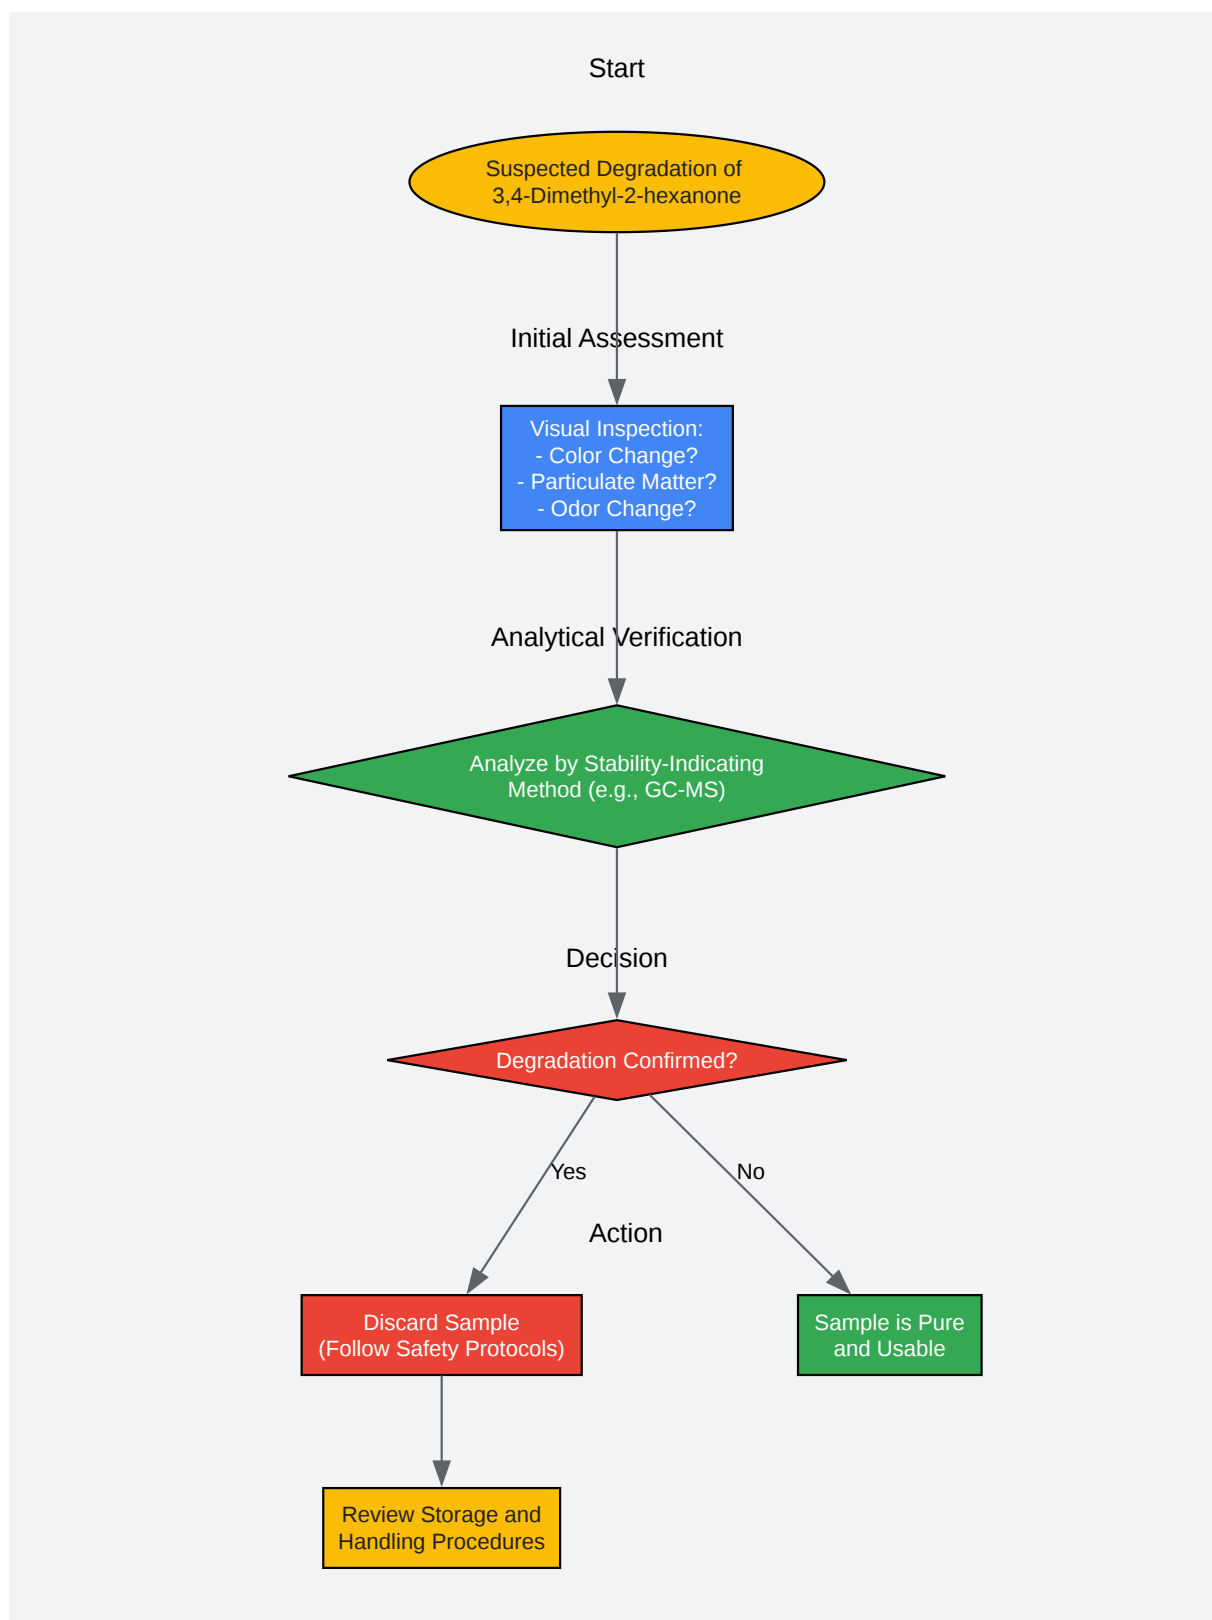 Start
Suspected Degradation of
3,4-Dimethyl-2-hexanone
Initial Assessment
Visual Inspection:
- Color Change?
- Particulate Matter?
- Odor Change?
Analytical Verification
Analyze by Stability-Indicating
Method (e.g., GC-MS)
Decision
Degradation Confirmed?
Yes
No
Action
Discard Sample
(Follow Safety Protocols)
Sample is Pure
and Usable
Review Storage and
Handling Procedures